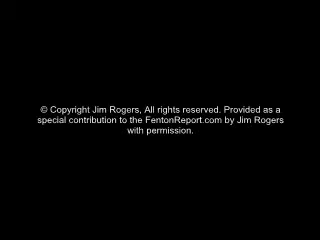 © Copyright Jim Rogers, All rights reserved. Provided as a
special contribution to the FentonReport.com by Jim Rogers
with permission.